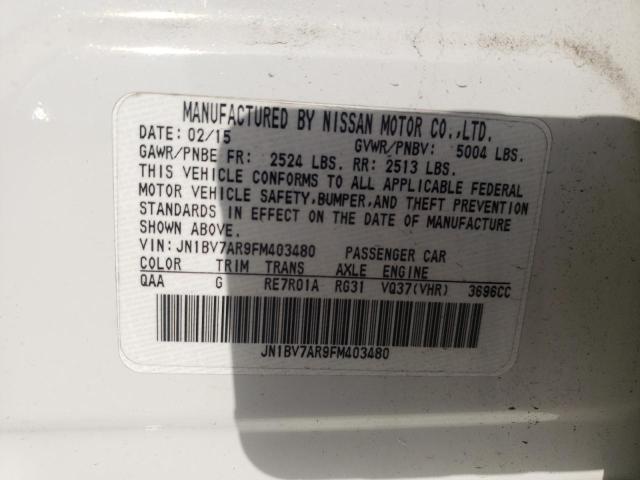 MANUFACTURED BY NISSAN MOTOR CO.,LTD.
DATE: 02/15 GVWR/PNBV: 5004 LBS.
GAWR/PNBE FR: 2524 LBS. RR: 2513 LBS.
THIS VEHICLE CONFORMS TO ALL APPLICABLE FEDERAL
MOTOR VEHICLE SAFETY, BUMPER, AND THEFT PREVENTION
STANDARDS IN EFFECT ON THE DATE OF MANUFACTURE
SHOWN ABOVE.
VIN: JN1BV7AR9FM403480 PASSENGER CAR
COLOR TRIM TRANS AXLE ENGINE
QAA G RE7R01A RG31 VQ37(VHR) 3696CC
JN1BV7AR9FM403480